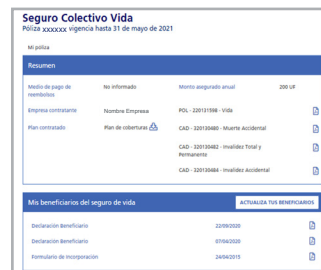 Seguro Colectivo Vida
Póliza xxxxxx vigencia hasta 31 de mayo de 2021
Mi póliza
Resumen
Medio de pago de reembolsos
No informado
Monto asegurado anual
200 UF
Empresa contratante
Nombre Empresa
POL - 220131598 - Vida
Plan contratado
Plan de coberturas
CAD - 320130480 - Muerte Accidental
CAD - 320130482 - Invalidez Total y
Permanente
CAD - 320130484 - Invalidez Accidental
Mis beneficiarios del seguro de vida
ACTUALIZA TUS BENEFICIARIOS
Declaración Beneficiario
22/09/2020
Declaración Beneficiario
07/04/2020
Formulario de Incorporación
24/04/2015